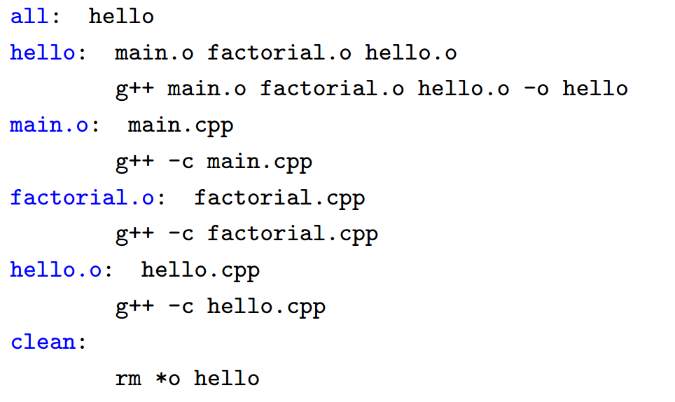 all: hello
hello: main.o factorial.o hello.o
g++ main.o factorial.o hello.o -o hello
main.o: main.cpp
g++ -c main.cpp
factorial.o: factorial.cpp
g++ -c factorial.cpp
hello.o: hello.cpp
g++ -c hello.cpp
clean:
rm *o hello